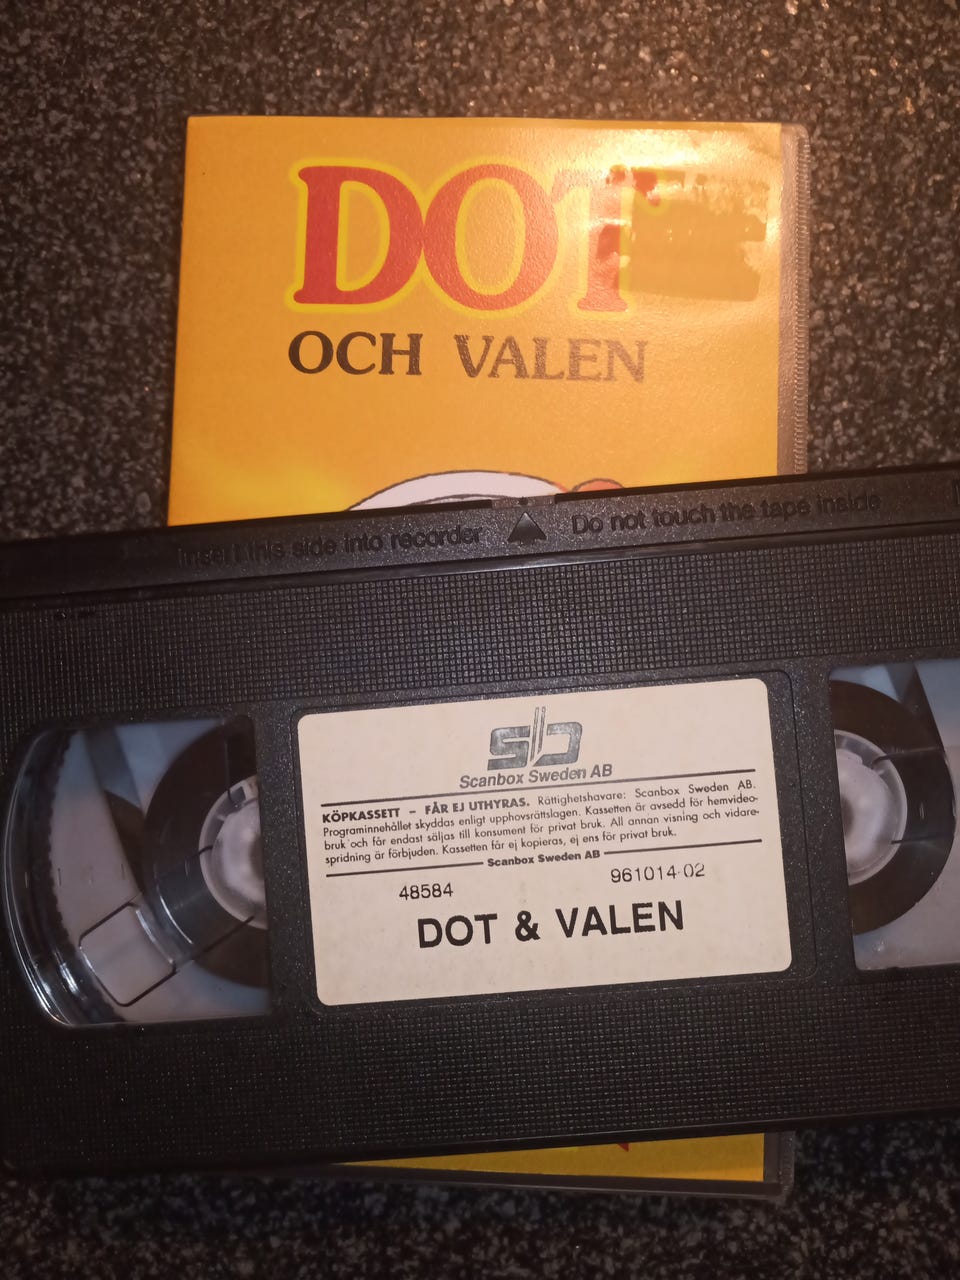 DOT
OCH VALEN
Insert this side into recorder
Do not touch the tape inside
Scanbox Sweden AB
KÖPKASSETT – FÅR EJ UTHYRAS. Rättighetshavare: Scanbox Sweden AB.
Programinnehållet skyddas enligt upphovsrättslagen. Kassetten är avsedd för hemvideo-
bruk och får endast säljas till konsument för privat bruk. All annan visning och vidare-
spridning är förbjuden. Kassetten får ej kopieras, ej ens för privat bruk.
Scanbox Sweden AB
48584
961014-02
DOT & VALEN